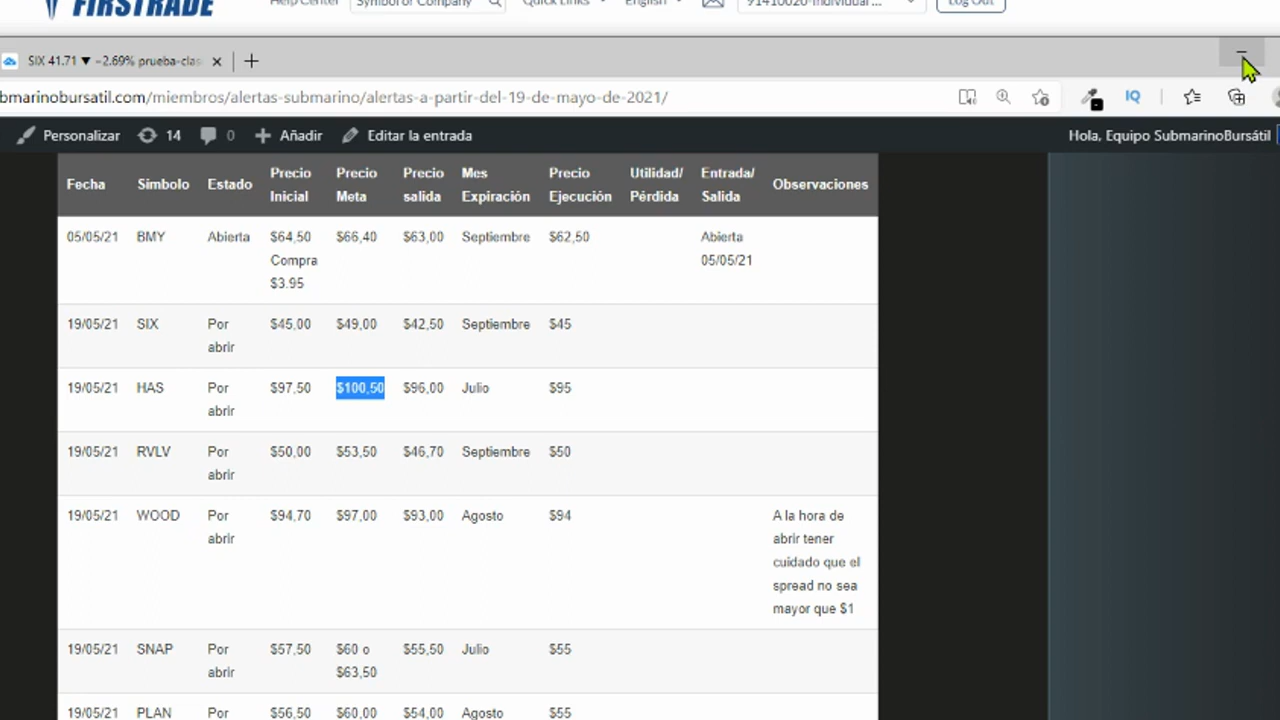 FIRSTRADE
Help Center Symbol or Company Quick Links English 91410020-Individual ... Log Out
SIX 41.71 ▼ −2.69% prueba-clas
bmarinobursatil.com/miembros/alertas-submarino/alertas-a-partir-del-19-de-mayo-de-2021/
IQ
Personalizar 14 0 Añadir Editar la entrada Hola, Equipo SubmarinoBursátil
Fecha Símbolo Estado Precio Inicial Precio Meta Precio salida Mes Expiración Precio Ejecución Utilidad/ Pérdida Entrada/ Salida Observaciones
05/05/21 BMY Abierta $64,50 $66,40 $63,00 Septiembre $62,50 Abierta
Compra 05/05/21
$3.95
19/05/21 SIX Por $45,00 $49,00 $42,50 Septiembre $45
abrir
19/05/21 HAS Por $97,50 $100,50 $96,00 Julio $95
abrir
19/05/21 RVLV Por $50,00 $53,50 $46,70 Septiembre $50
abrir
19/05/21 WOOD Por $94,70 $97,00 $93,00 Agosto $94 A la hora de
abrir abrir tener
cuidado que el
spread no sea
mayor que $1
19/05/21 SNAP Por $57,50 $60 o $55,50 Julio $55
abrir $63,50
19/05/21 PLAN Por $56,50 $60,00 $54,00 Agosto $55